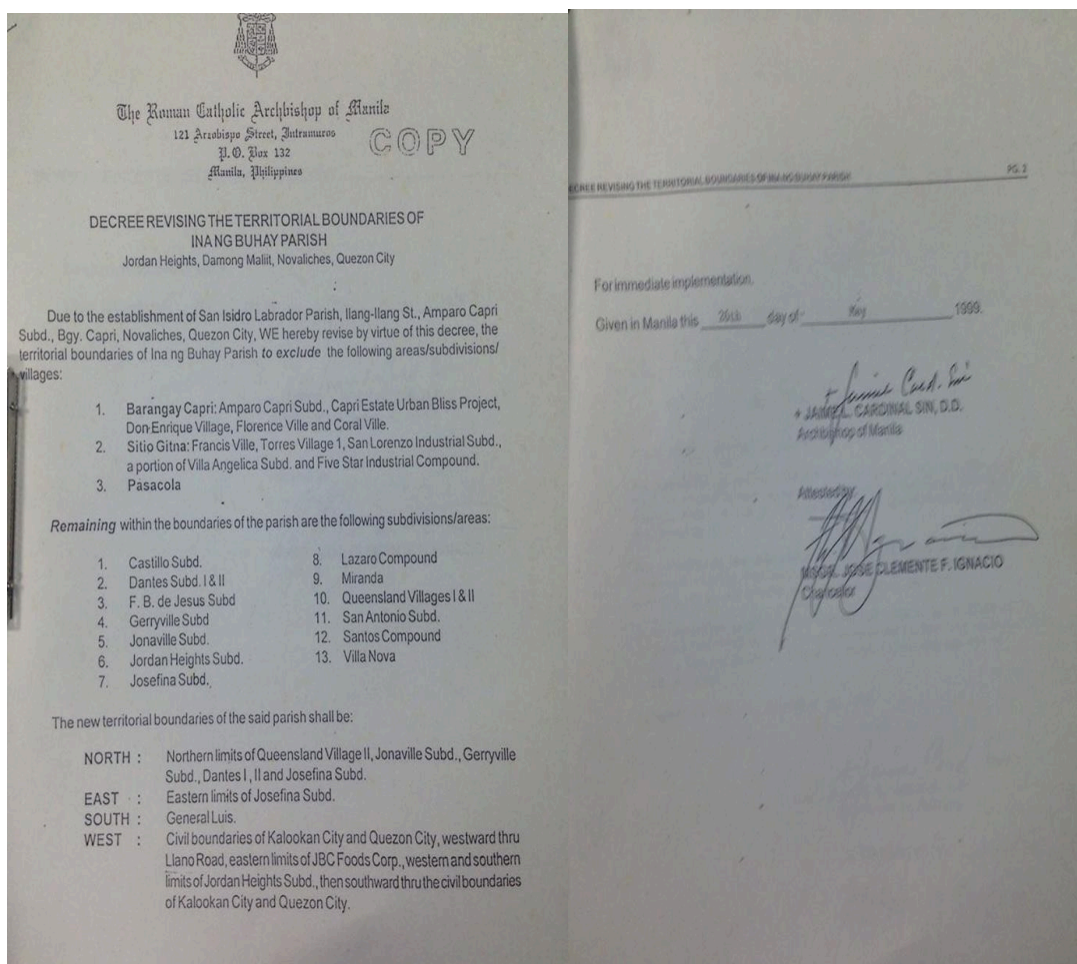 The Roman Catholic Archbishop of Manila
121 Arzobispo Street, Intramuros
P. O. Box 132
Manila, Philippines
COPY
DECREE REVISING THE TERRITORIAL BOUNDARIES OF
INA NG BUHAY PARISH
Jordan Heights, Damong Maliit, Novaliches, Quezon City
Due to the establishment of San Isidro Labrador Parish, Ilang-Ilang St., Amparo Capri
Subd., Bgy. Capri, Novaliches, Quezon City, WE hereby revise by virtue of this decree, the
territorial boundaries of Ina ng Buhay Parish to exclude the following areas/subdivisions/
villages:
1. Barangay Capri: Amparo Capri Subd., Capri Estate Urban Bliss Project,
Don Enrique Village, Florence Ville and Coral Ville.
2. Sitio Gitna: Francis Ville, Torres Village 1, San Lorenzo Industrial Subd.,
a portion of Villa Angelica Subd. and Five Star Industrial Compound.
3. Pasacola
Remaining within the boundaries of the parish are the following subdivisions/areas:
1. Castillo Subd.
2. Dantes Subd. I & II
3. F. B. de Jesus Subd
4. Gerryville Subd
5. Jonaville Subd.
6. Jordan Heights Subd.
7. Josefina Subd.
8. Lazaro Compound
9. Miranda
10. Queensland Villages I & II
11. San Antonio Subd.
12. Santos Compound
13. Villa Nova
The new territorial boundaries of the said parish shall be:
NORTH : Northern limits of Queensland Village II, Jonaville Subd., Gerryville
Subd., Dantes I, II and Josefina Subd.
EAST : Eastern limits of Josefina Subd.
SOUTH : General Luis.
WEST : Civil boundaries of Kalookan City and Quezon City, westward thru
Llano Road, eastern limits of JBC Foods Corp., western and southern
limits of Jordan Heights Subd., then southward thru the civil boundaries
of Kalookan City and Quezon City.
DECREE REVISING THE TERRITORIAL BOUNDARIES OF INA NG BUHAY PARISH PG. 2
For immediate implementation.
Given in Manila this 20th day of May 1999.
+ Jaime Card. Sin
+ JAIME L. CARDINAL SIN, D.D.
Archbishop of Manila
Attested by:
MSGR. JOSE CLEMENTE F. IGNACIO
Chancellor